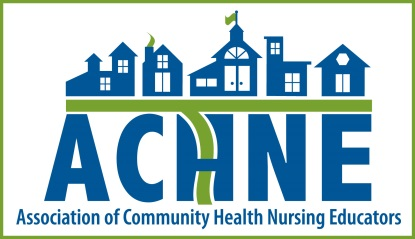 ACHNE
Association of Community Health Nursing Educators